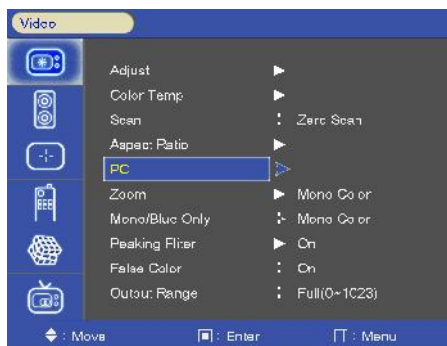 Video
Adjust
Color Temp
Scan : Zero Scan
Aspect Ratio
PC
Zoom Mono Color
Mono/Blue Only Mono Color
Peaking Fliter On
False Color : On
Output Range : Full(0~1023)
: Move : Enter : Menu